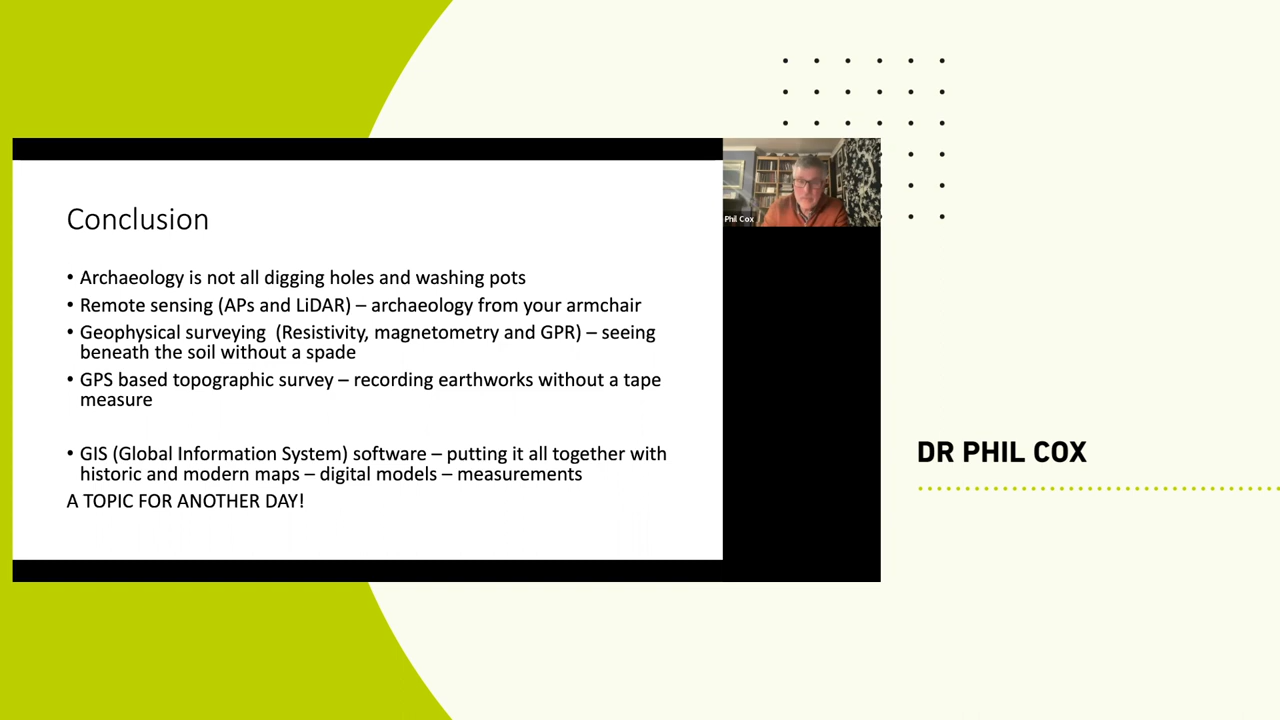 Conclusion
• Archaeology is not all digging holes and washing pots
• Remote sensing (APs and LiDAR) – archaeology from your armchair
• Geophysical surveying  (Resistivity, magnetometry and GPR) – seeing
beneath the soil without a spade
• GPS based topographic survey – recording earthworks without a tape
measure
• GIS (Global Information System) software – putting it all together with
historic and modern maps – digital models – measurements
A TOPIC FOR ANOTHER DAY!
Phil Cox
DR PHIL COX